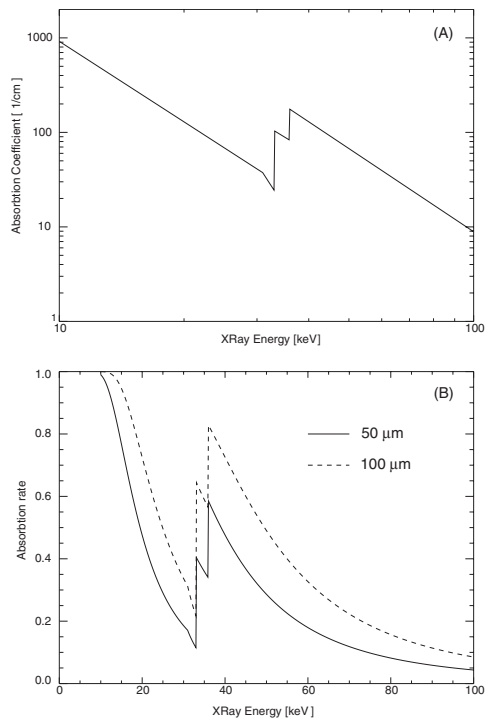 (A)
1000
100
10
1
Absorbtion Coefficient [ 1/cm ]
10
100
XRay Energy [keV]
(B)
1.0
0.8
0.6
0.4
0.2
0.0
Absorbtion rate
50 μm
100 μm
0
20
40
60
80
100
XRay Energy [keV]